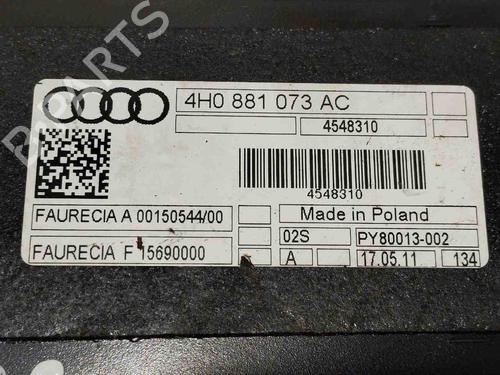 B-PARTS
4H0 881 073 AC
4548310
4548310
FAURECIA A 00150544/00
Made in Poland
02S
PY80013-002
FAURECIA F 15690000
A
17.05.11
134